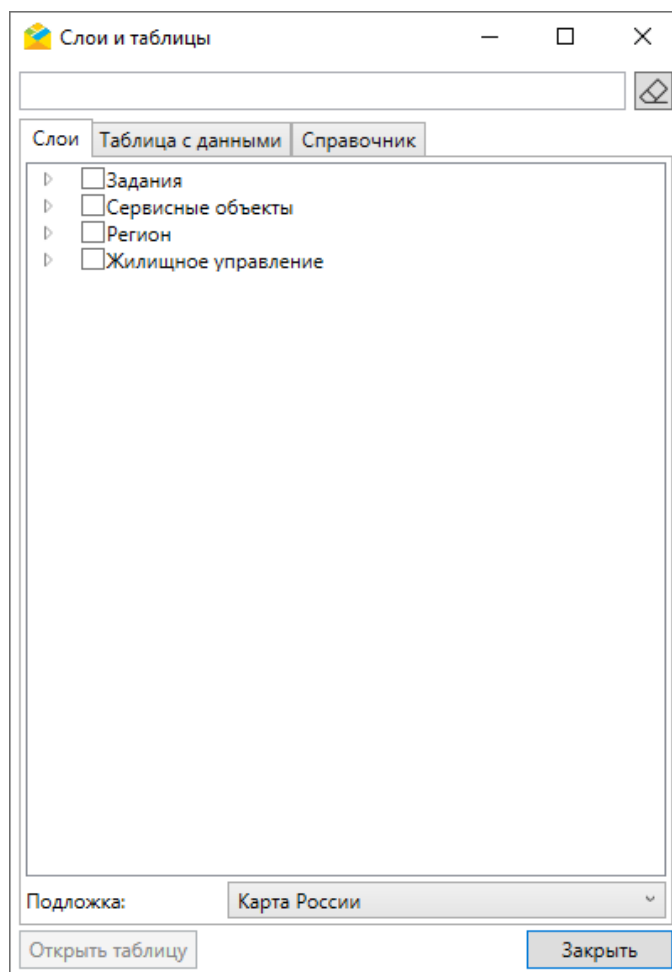 Слои и таблицы
Слои Таблица с данными Справочник
Задания
Сервисные объекты
Регион
Жилищное управление
Подложка: Карта России
Открыть таблицу Закрыть